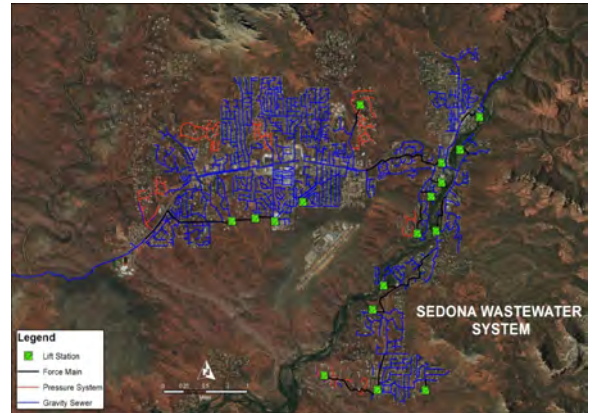 SEDONA WASTEWATER
SYSTEM
Legend
Lift Station
Force Main
Pressure System
Gravity Sewer